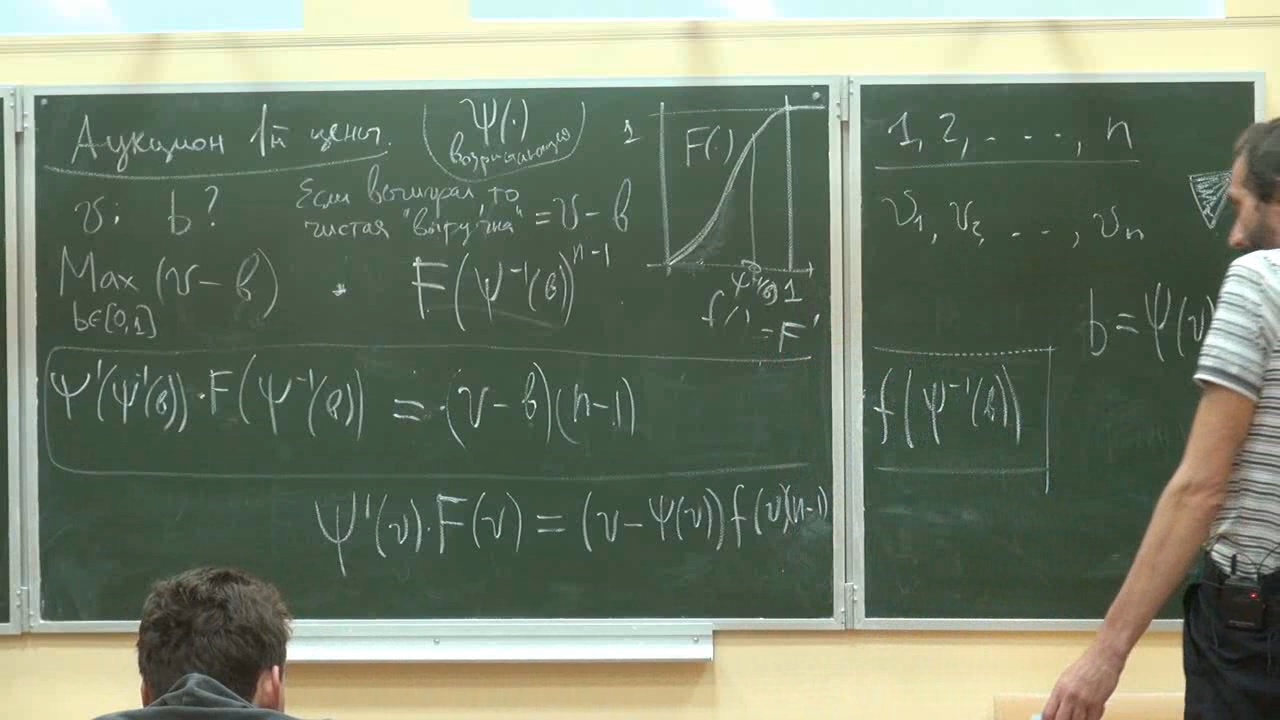 Аукцион 1й цены.
Ψ(·)
возрастающая
v; b?
Если выиграл, то
чистая "выручка" = v − b
Max (v − b) · F(Ψ⁻¹(b))ⁿ⁻¹
b∈[0,1]
1
F(·)
Ψ⁻¹(b) 1
f(·) = F'
Ψ'(Ψ⁻¹(b)) · F(Ψ⁻¹(b)) = (v − b)(n−1)
f(Ψ⁻¹(b))
Ψ'(v) · F(v) = (v − Ψ(v)) f(v)(n−1)
1, 2, . . . , n
v₁, v₂, . . . , vₙ
b = Ψ(v)